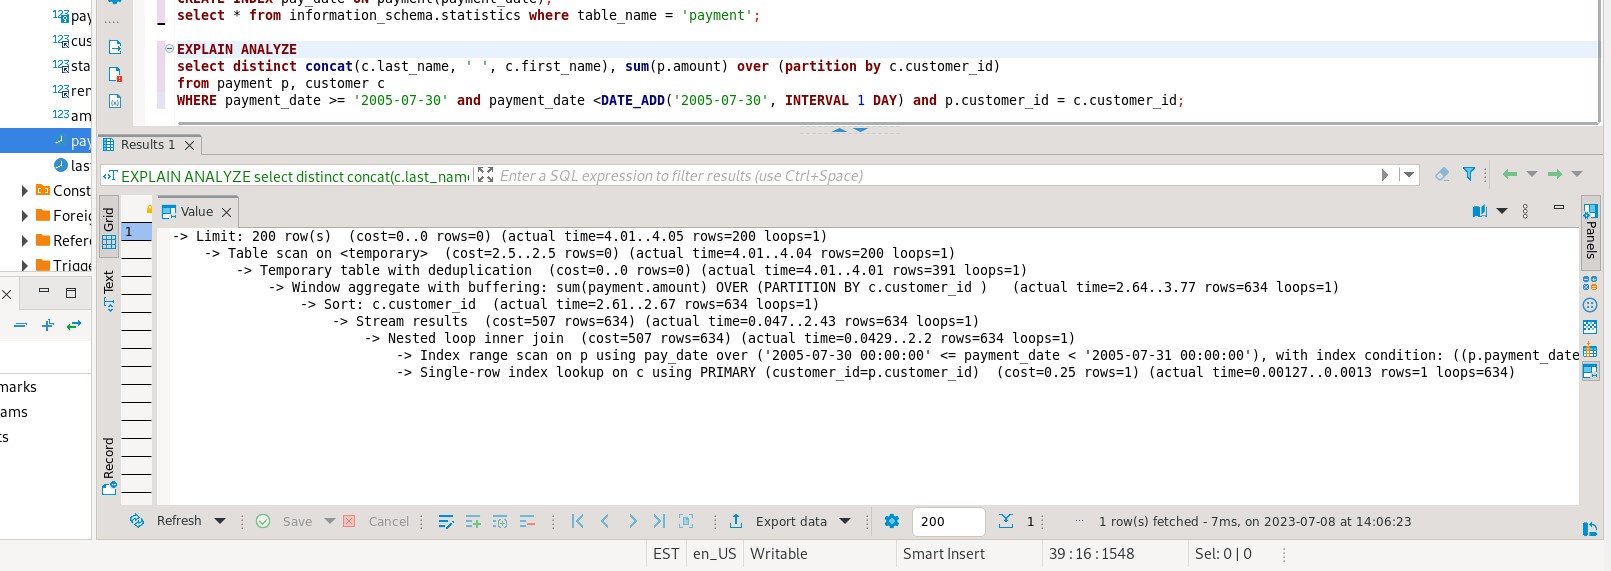 CREATE INDEX pay_date ON payment(payment_date);
select * from information_schema.statistics where table_name = 'payment';
EXPLAIN ANALYZE
select distinct concat(c.last_name, ' ', c.first_name), sum(p.amount) over (partition by c.customer_id)
from payment p, customer c
WHERE payment_date >= '2005-07-30' and payment_date <DATE_ADD('2005-07-30', INTERVAL 1 DAY) and p.customer_id = c.customer_id;
123 pay
123 cus
123 sta
123 ren
123 am
pay
las
Const
Foreig
Refere
Trigge
marks
ams
ts
Results 1
EXPLAIN ANALYZE select distinct concat(c.last_name
Enter a SQL expression to filter results (use Ctrl+Space)
Grid
Text
Record
1
Value
Panels
-> Limit: 200 row(s)  (cost=0..0 rows=0) (actual time=4.01..4.05 rows=200 loops=1)
-> Table scan on <temporary>  (cost=2.5..2.5 rows=0) (actual time=4.01..4.04 rows=200 loops=1)
-> Temporary table with deduplication  (cost=0..0 rows=0) (actual time=4.01..4.01 rows=391 loops=1)
-> Window aggregate with buffering: sum(payment.amount) OVER (PARTITION BY c.customer_id )   (actual time=2.64..3.77 rows=634 loops=1)
-> Sort: c.customer_id  (actual time=2.61..2.67 rows=634 loops=1)
-> Stream results  (cost=507 rows=634) (actual time=0.047..2.43 rows=634 loops=1)
-> Nested loop inner join  (cost=507 rows=634) (actual time=0.0429..2.2 rows=634 loops=1)
-> Index range scan on p using pay_date over ('2005-07-30 00:00:00' <= payment_date < '2005-07-31 00:00:00'), with index condition: ((p.payment_date
-> Single-row index lookup on c using PRIMARY (customer_id=p.customer_id)  (cost=0.25 rows=1) (actual time=0.00127..0.0013 rows=1 loops=634)
Refresh Save Cancel Export data 200 1 1 row(s) fetched - 7ms, on 2023-07-08 at 14:06:23
EST en_US Writable Smart Insert 39:16:1548 Sel: 0 | 0